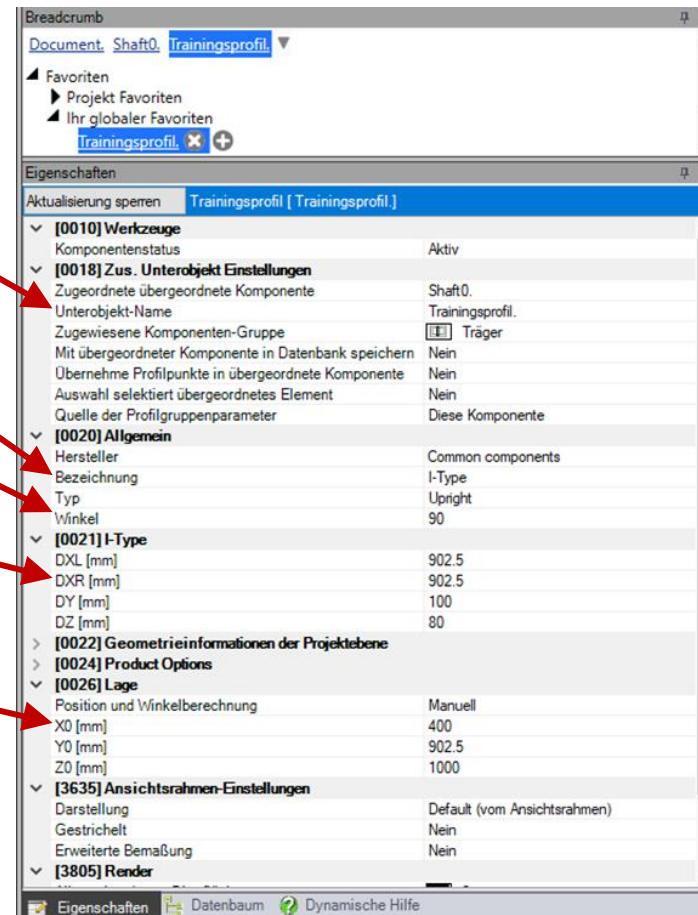 Breadcrumb
Document. Shaft0. Trainingsprofil.
Favoriten
Projekt Favoriten
Ihr globaler Favoriten
Trainingsprofil.
Eigenschaften
Aktualisierung sperren Trainingsprofil [ Trainingsprofil.]
[0010] Werkzeuge
Komponentenstatus Aktiv
[0018] Zus. Unterobjekt Einstellungen
Zugeordnete übergeordnete Komponente Shaft0.
Unterobjekt-Name Trainingsprofil.
Zugewiesene Komponenten-Gruppe Träger
Mit übergeordneter Komponente in Datenbank speichern Nein
Übernehme Profilpunkte in übergeordnete Komponente Nein
Auswahl selektiert übergeordnetes Element Nein
Quelle der Profilgruppenparameter Diese Komponente
[0020] Allgemein
Hersteller Common components
Bezeichnung I-Type
Typ Upright
Winkel 90
[0021] I-Type
DXL [mm] 902.5
DXR [mm] 902.5
DY [mm] 100
DZ [mm] 80
[0022] Geometrieinformationen der Projektebene
[0024] Product Options
[0026] Lage
Position und Winkelberechnung Manuell
X0 [mm] 400
Y0 [mm] 902.5
Z0 [mm] 1000
[3635] Ansichtsrahmen-Einstellungen
Darstellung Default (vom Ansichtsrahmen)
Gestrichelt Nein
Erweiterte Bemaßung Nein
[3805] Render
Eigenschaften Datenbaum Dynamische Hilfe